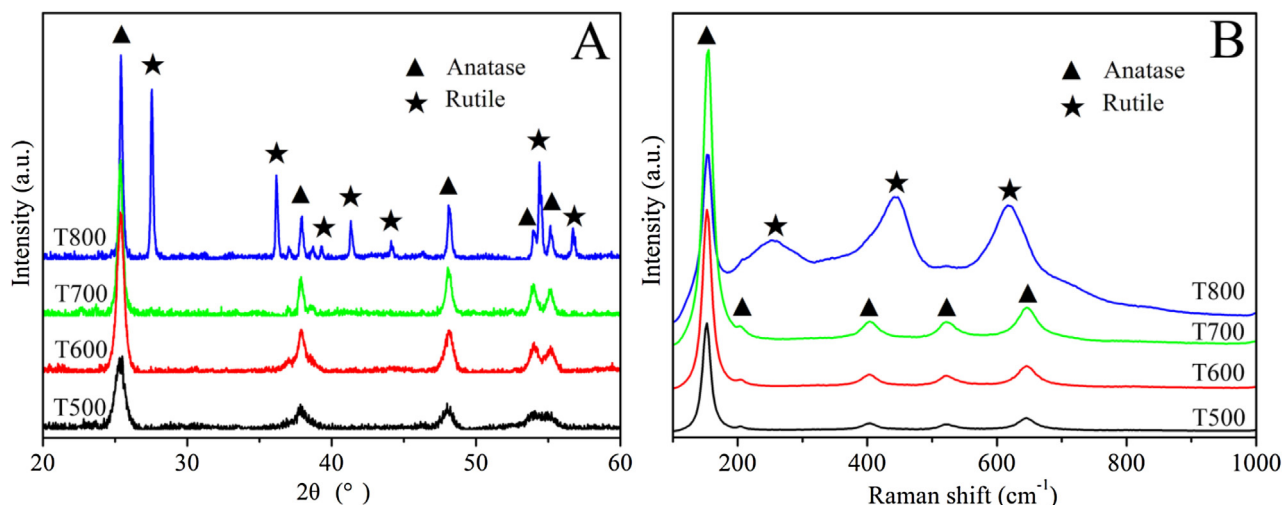 A
▲ Anatase
★ Rutile
Intensity (a.u.)
T800
T700
T600
T500
20 30 40 50 60
2θ (°)
B
▲ Anatase
★ Rutile
Intensity (a.u.)
T800
T700
T600
T500
200 400 600 800 1000
Raman shift (cm⁻¹)